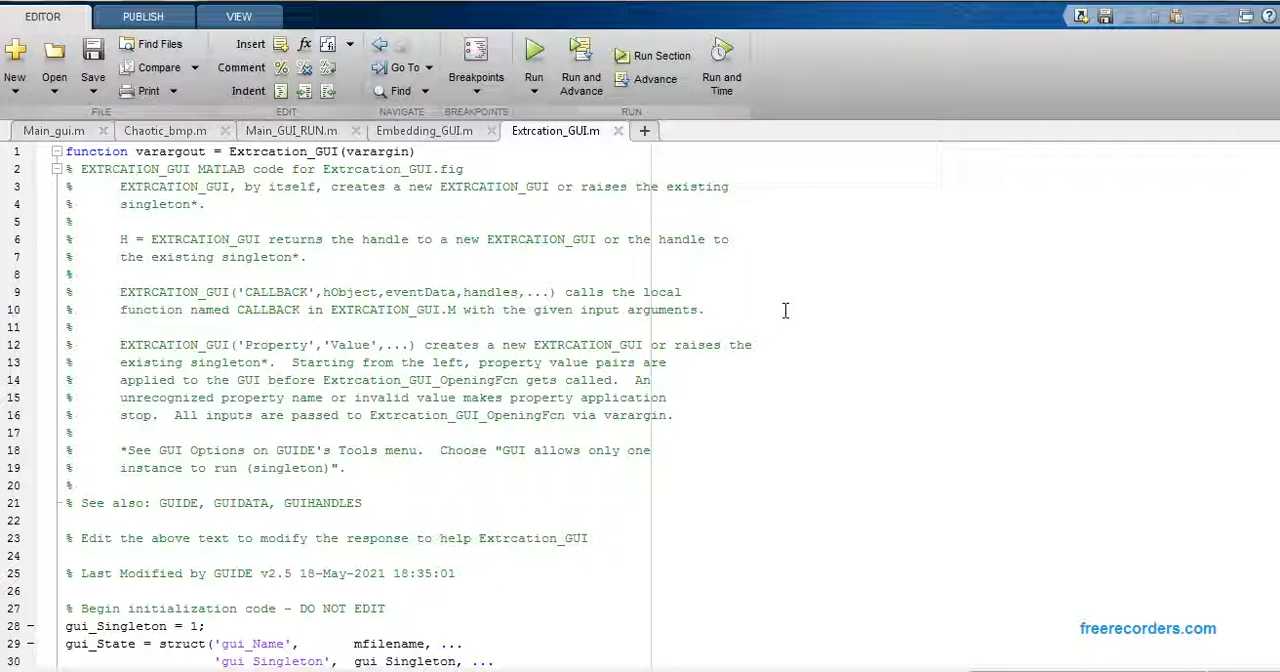 EDITOR PUBLISH VIEW
Find Files Insert fx
New Open Save Compare Comment Go To Breakpoints Run Run and Advance Run Section Advance Run and Time
Print Indent Find
FILE EDIT NAVIGATE BREAKPOINTS RUN
Main_gui.m Chaotic_bmp.m Main_GUI_RUN.m Embedding_GUI.m Extrcation_GUI.m
1 function varargout = Extrcation_GUI(varargin)
2 % EXTRCATION_GUI MATLAB code for Extrcation_GUI.fig
3 % EXTRCATION_GUI, by itself, creates a new EXTRCATION_GUI or raises the existing
4 % singleton*.
5 %
6 % H = EXTRCATION_GUI returns the handle to a new EXTRCATION_GUI or the handle to
7 % the existing singleton*.
8 %
9 % EXTRCATION_GUI('CALLBACK',hObject,eventData,handles,...) calls the local
10 % function named CALLBACK in EXTRCATION_GUI.M with the given input arguments.
11 %
12 % EXTRCATION_GUI('Property','Value',...) creates a new EXTRCATION_GUI or raises the
13 % existing singleton*.  Starting from the left, property value pairs are
14 % applied to the GUI before Extrcation_GUI_OpeningFcn gets called.  An
15 % unrecognized property name or invalid value makes property application
16 % stop.  All inputs are passed to Extrcation_GUI_OpeningFcn via varargin.
17 %
18 % *See GUI Options on GUIDE's Tools menu.  Choose "GUI allows only one
19 % instance to run (singleton)".
20 %
21 % See also: GUIDE, GUIDATA, GUIHANDLES
22
23 % Edit the above text to modify the response to help Extrcation_GUI
24
25 % Last Modified by GUIDE v2.5 18-May-2021 18:35:01
26
27 % Begin initialization code - DO NOT EDIT
28 gui_Singleton = 1;
29 gui_State = struct('gui_Name', mfilename, ...
30 'gui_Singleton', gui_Singleton, ...
freerecorders.com